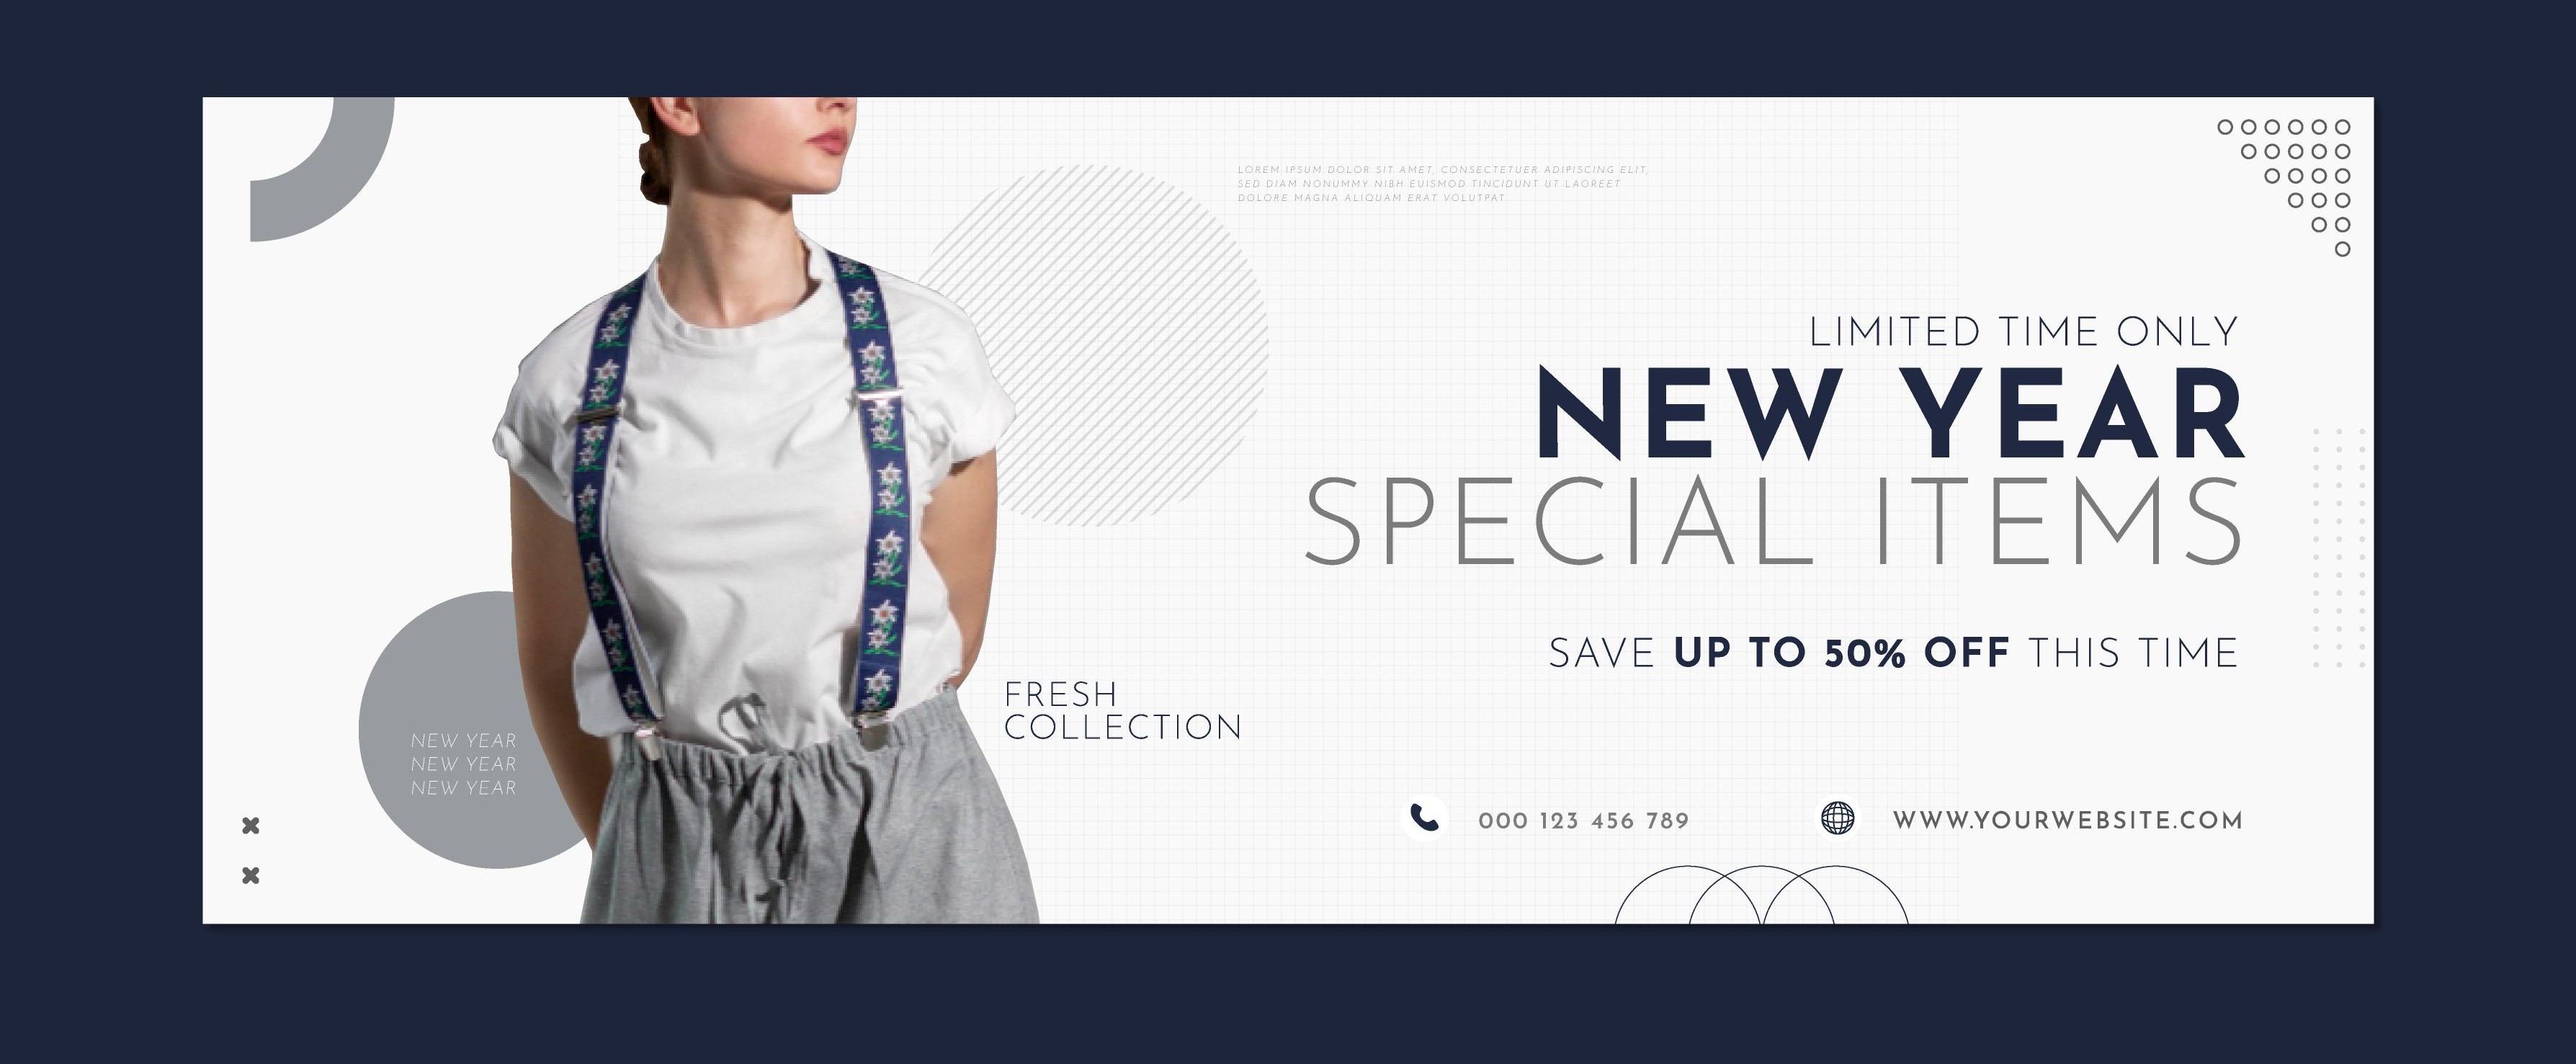 LOREM IPSUM DOLOR SIT AMET, CONSECTETUER ADIPISCING ELIT,
SED DIAM NONUMMY NIBH EUISMOD TINCIDUNT UT LAOREET
DOLORE MAGNA ALIQUAM ERAT VOLUTPAT.
LIMITED TIME ONLY
NEW YEAR
SPECIAL ITEMS
SAVE UP TO 50% OFF THIS TIME
FRESH
COLLECTION
NEW YEAR
NEW YEAR
NEW YEAR
000 123 456 789
WWW.YOURWEBSITE.COM